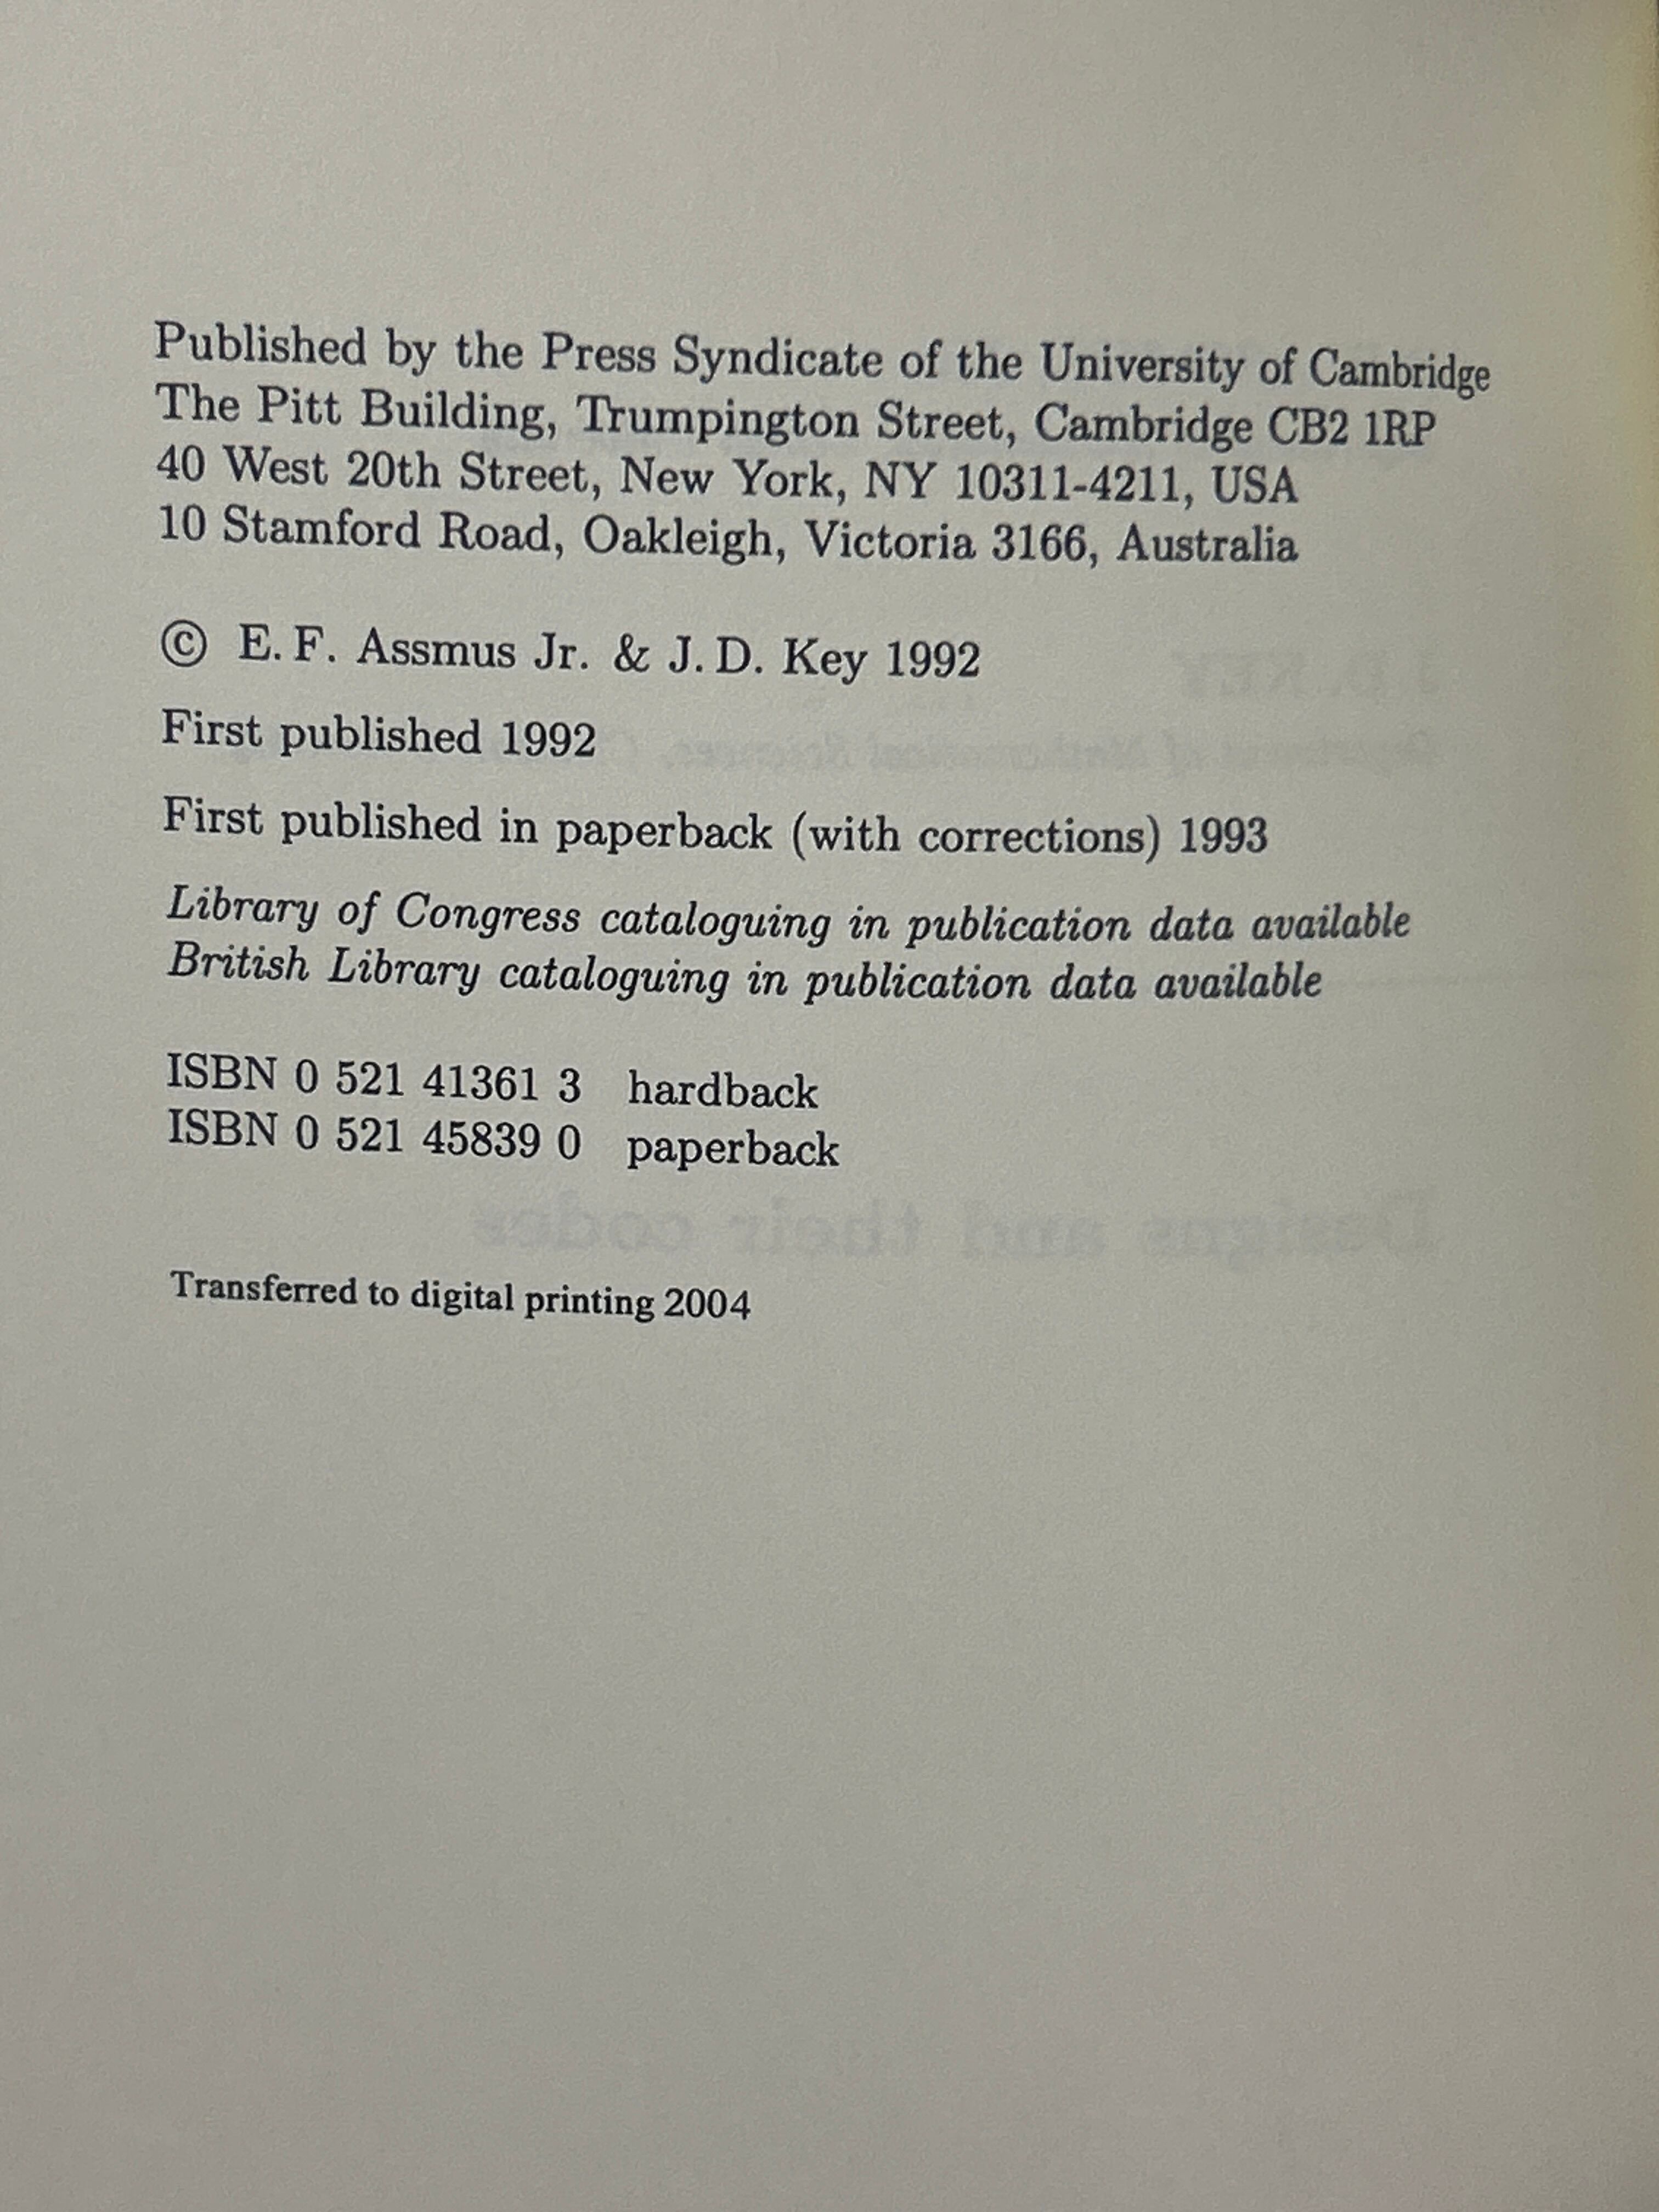 Published by the Press Syndicate of the University of Cambridge
The Pitt Building, Trumpington Street, Cambridge CB2 1RP
40 West 20th Street, New York, NY 10311-4211, USA
10 Stamford Road, Oakleigh, Victoria 3166, Australia
© E. F. Assmus Jr. & J. D. Key 1992
First published 1992
First published in paperback (with corrections) 1993
Library of Congress cataloguing in publication data available
British Library cataloguing in publication data available
ISBN 0 521 41361 3 hardback
ISBN 0 521 45839 0 paperback
Designs and their codes
Transferred to digital printing 2004